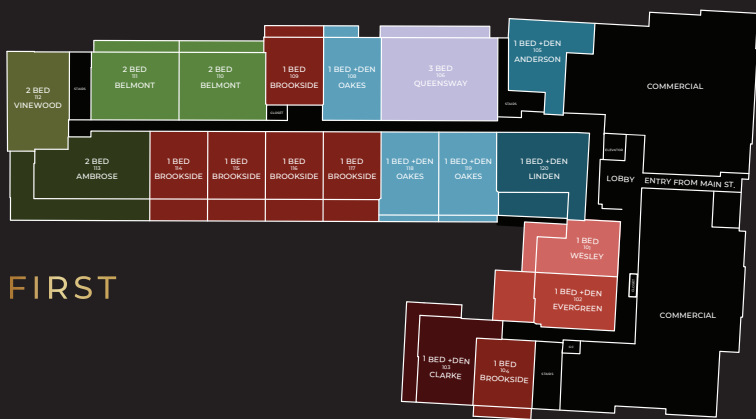 1 BED +DEN
105
ANDERSON
COMMERCIAL
2 BED
112
VINEWOOD
STAIRS
2 BED
111
BELMONT
2 BED
110
BELMONT
1 BED
109
BROOKSIDE
CLOSET
1 BED +DEN
108
OAKES
3 BED
106
QUEENSWAY
STAIRS
ELEVATOR
LOBBY
ENTRY FROM MAIN ST.
2 BED
113
AMBROSE
1 BED
114
BROOKSIDE
1 BED
115
BROOKSIDE
1 BED
116
BROOKSIDE
1 BED
117
BROOKSIDE
1 BED +DEN
118
OAKES
1 BED +DEN
119
OAKES
1 BED +DEN
120
LINDEN
1 BED
101
WESLEY
FIRST
1 BED +DEN
102
EVERGREEN
CLOSET
COMMERCIAL
1 BED +DEN
103
CLARKE
1 BED
104
BROOKSIDE
STAIRS